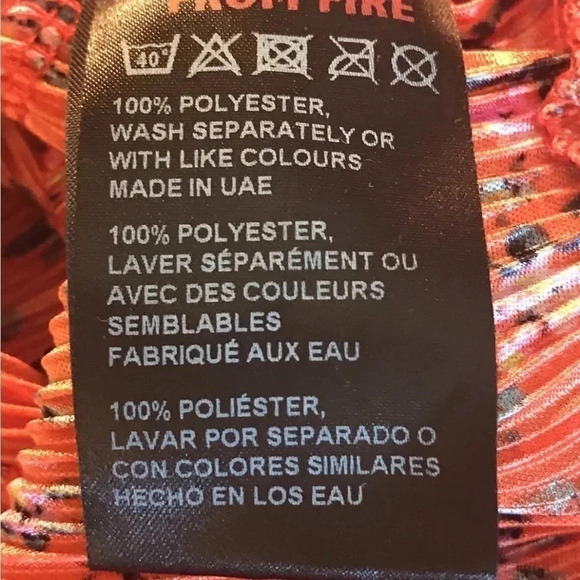 FROM FIRE
40°
100% POLYESTER,
WASH SEPARATELY OR
WITH LIKE COLOURS
MADE IN UAE
100% POLYESTER,
LAVER SÉPARÉMENT OU
AVEC DES COULEURS
SEMBLABLES
FABRIQUÉ AUX EAU
100% POLIÉSTER,
LAVAR POR SEPARADO O
CON COLORES SIMILARES
HECHO EN LOS EAU